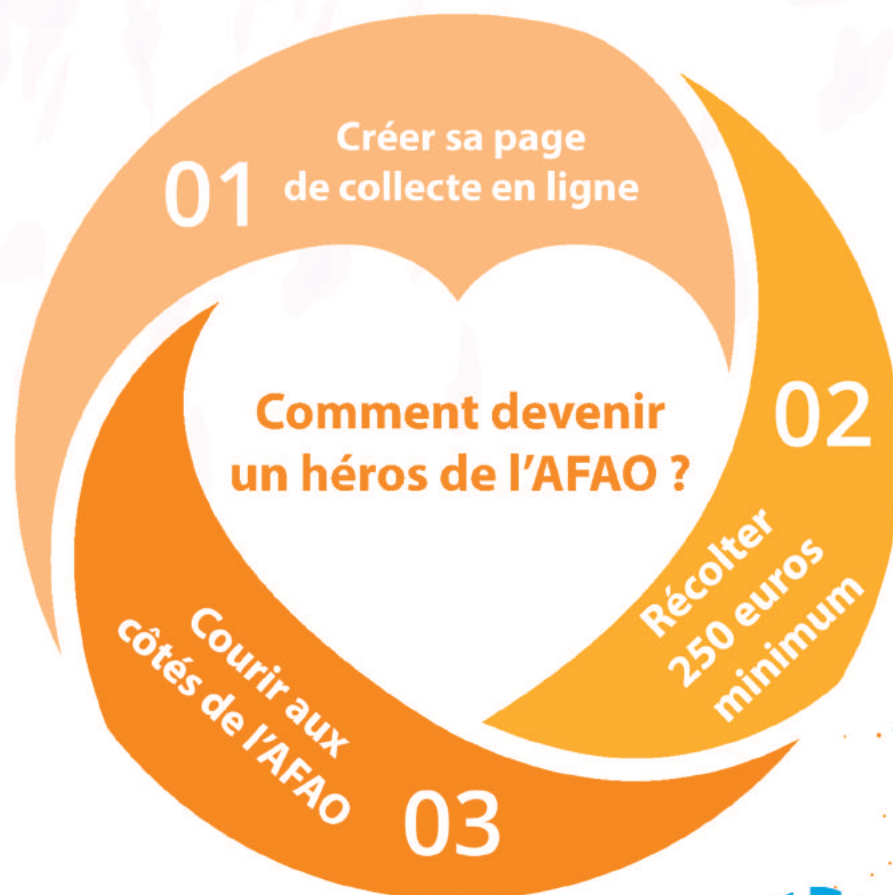 01
Créer sa page
de collecte en ligne
Comment devenir
un héros de l'AFAO ?
02
Récolter
250 euros
minimum
Courir aux
côtés de l'AFAO
03